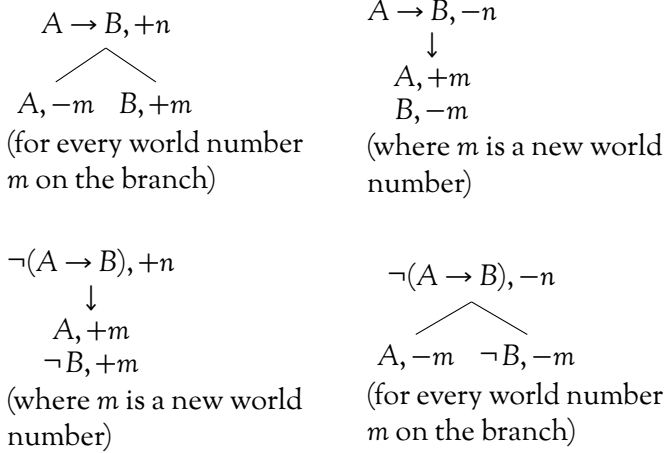 A → B, +n
A, −m B, +m
(for every world number
m on the branch)
A → B, −n
↓
A, +m
B, −m
(where m is a new world
number)
¬(A → B), +n
↓
A, +m
¬B, +m
(where m is a new world
number)
¬(A → B), −n
A, −m ¬B, −m
(for every world number
m on the branch)